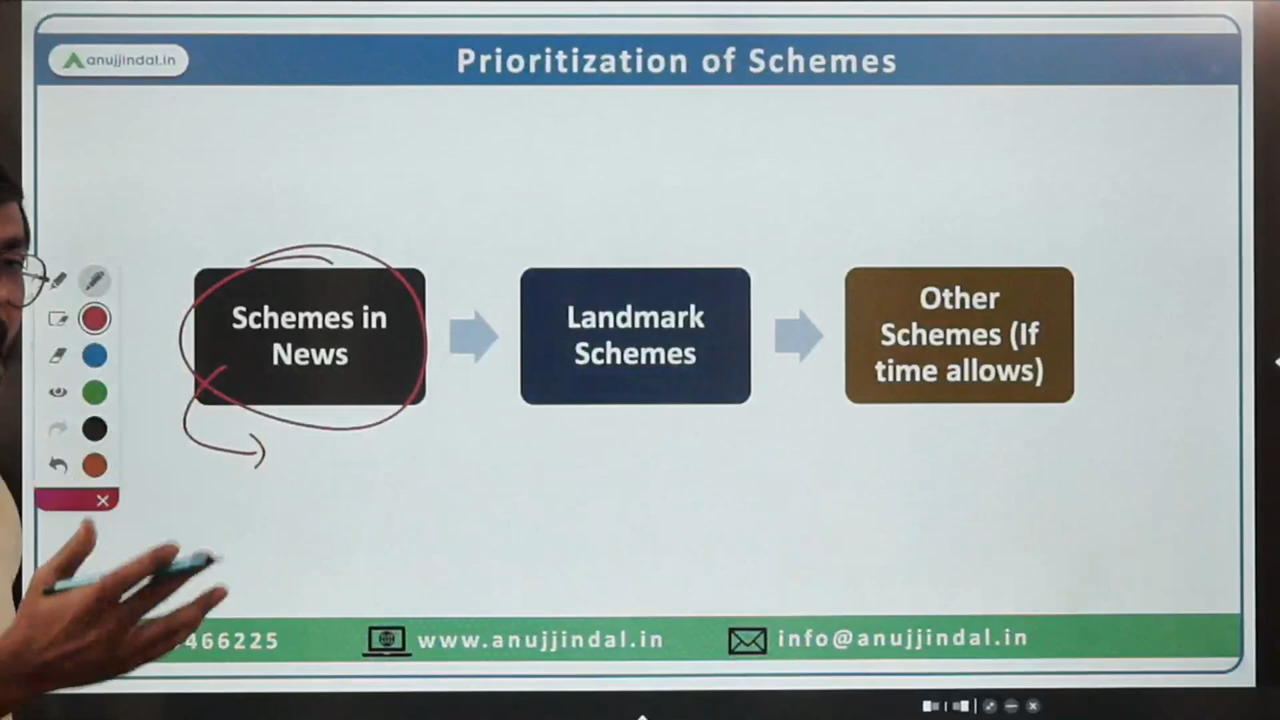 anujjindal.in
Prioritization of Schemes
Schemes in
News
Landmark
Schemes
Other
Schemes (If
time allows)
466225
www.anujjindal.in
info@anujjindal.in